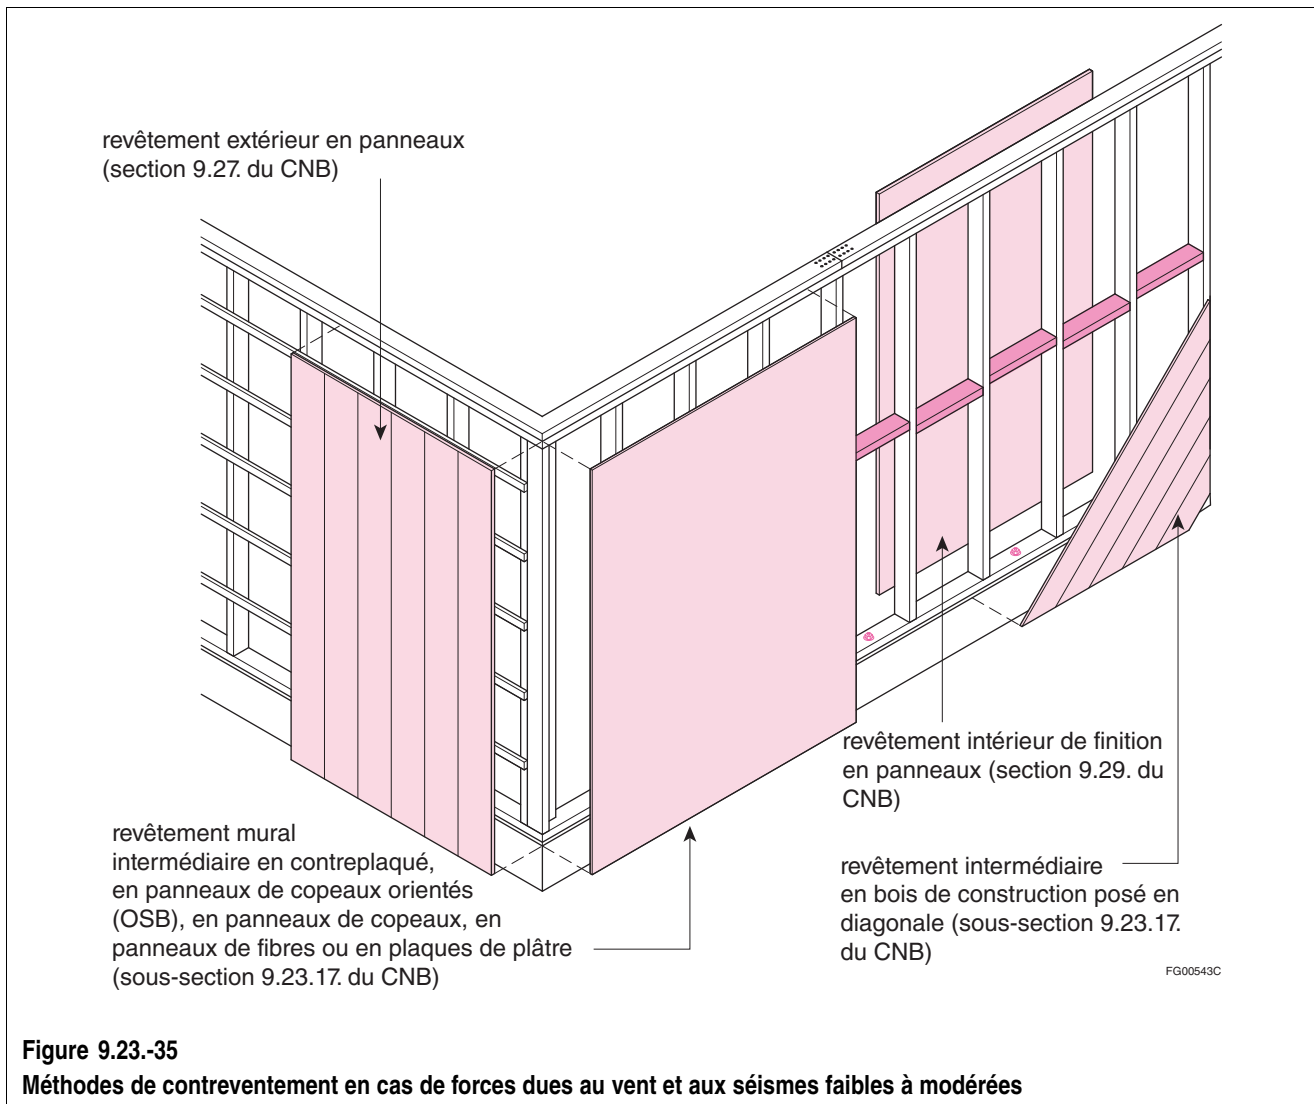 revêtement extérieur en panneaux
(section 9.27. du CNB)
revêtement intérieur de finition
en panneaux (section 9.29. du
CNB)
revêtement mural
intermédiaire en contreplaqué,
en panneaux de copeaux orientés
(OSB), en panneaux de copeaux, en
panneaux de fibres ou en plaques de plâtre
(sous-section 9.23.17. du CNB)
revêtement intermédiaire
en bois de construction posé en
diagonale (sous-section 9.23.17.
du CNB)
FG00543C
Figure 9.23.-35
Méthodes de contreventement en cas de forces dues au vent et aux séismes faibles à modérées